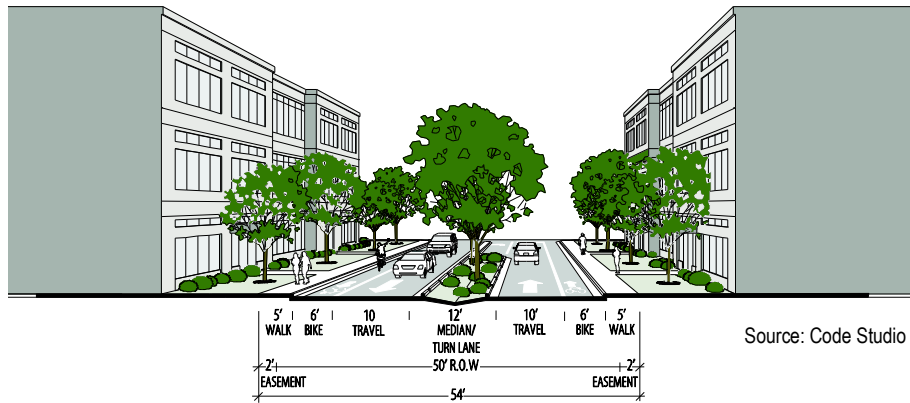 5' 6' 10 12' 10' 6' 5'
WALK BIKE TRAVEL MEDIAN/ TRAVEL BIKE WALK
TURN LANE
Source: Code Studio
2' 50' R.O.W 2'
EASEMENT EASEMENT
54'